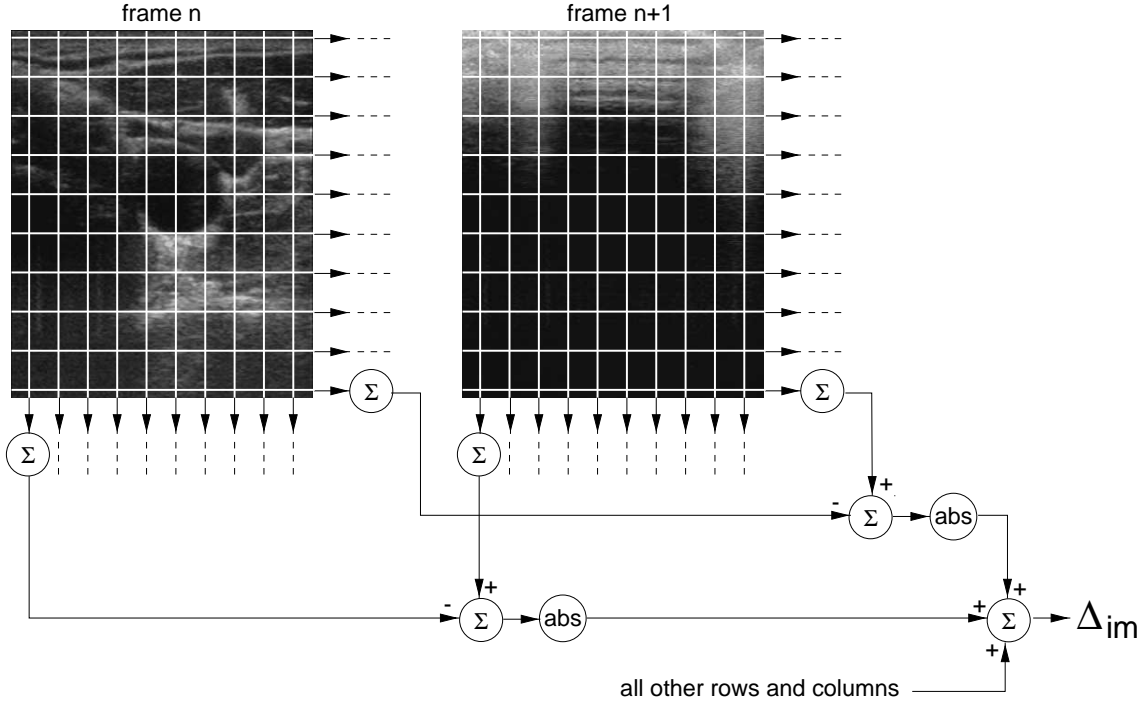 frame n
frame n+1
Σ
Σ
Σ
Σ
+
-
Σ
abs
+
-
Σ
abs
+
+
Σ
Δim
+
all other rows and columns